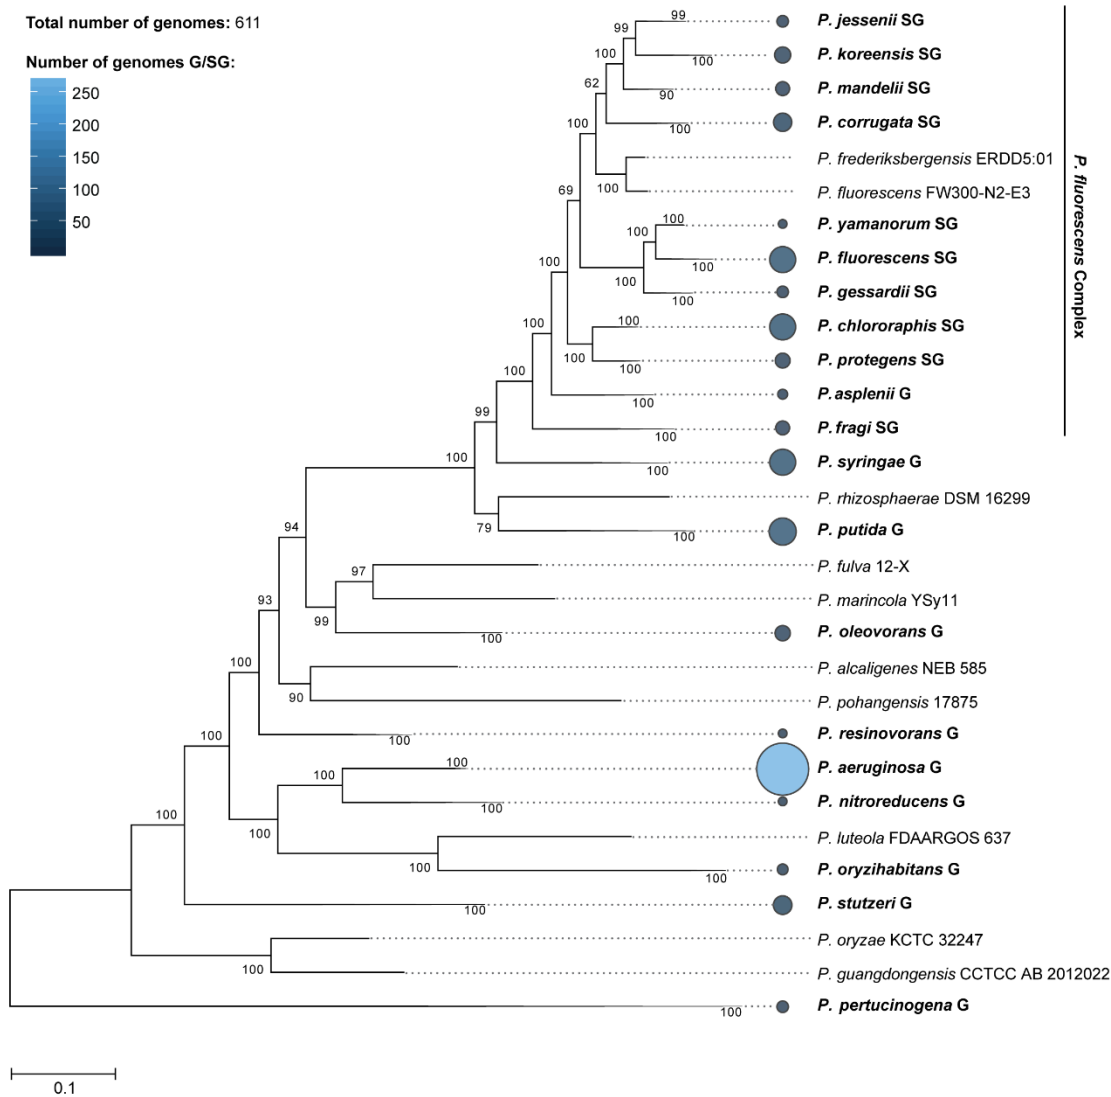 Total number of genomes: 611
Number of genomes G/SG:
250
200
150
100
50
99
P. jessenii SG
99
100
P. koreensis SG
100
90
P. mandelii SG
62
100
P. corrugata SG
100
P. frederiksbergensis ERDD5:01
100
P. fluorescens FW300-N2-E3
69
100
P. yamanorum SG
100
100
P. fluorescens SG
100
100
P. gessardii SG
100
100
P. chlororaphis SG
100
100
P. protegens SG
100
100
P. asplenii G
100
100
P. fragi SG
99
100
P. syringae G
100
P. rhizosphaerae DSM 16299
79
100
P. putida G
94
P. fulva 12-X
97
P. marincola YSy11
99
100
P. oleovorans G
93
P. alcaligenes NEB 585
90
P. pohangensis 17875
100
100
P. resinovorans G
100
100
P. aeruginosa G
100
100
P. nitroreducens G
100
P. luteola FDAARGOS 637
100
100
P. oryzihabitans G
100
100
P. stutzeri G
P. oryzae KCTC 32247
100
P. guangdongensis CCTCC AB 2012022
100
P. pertucinogena G
P. fluorescens Complex
0.1